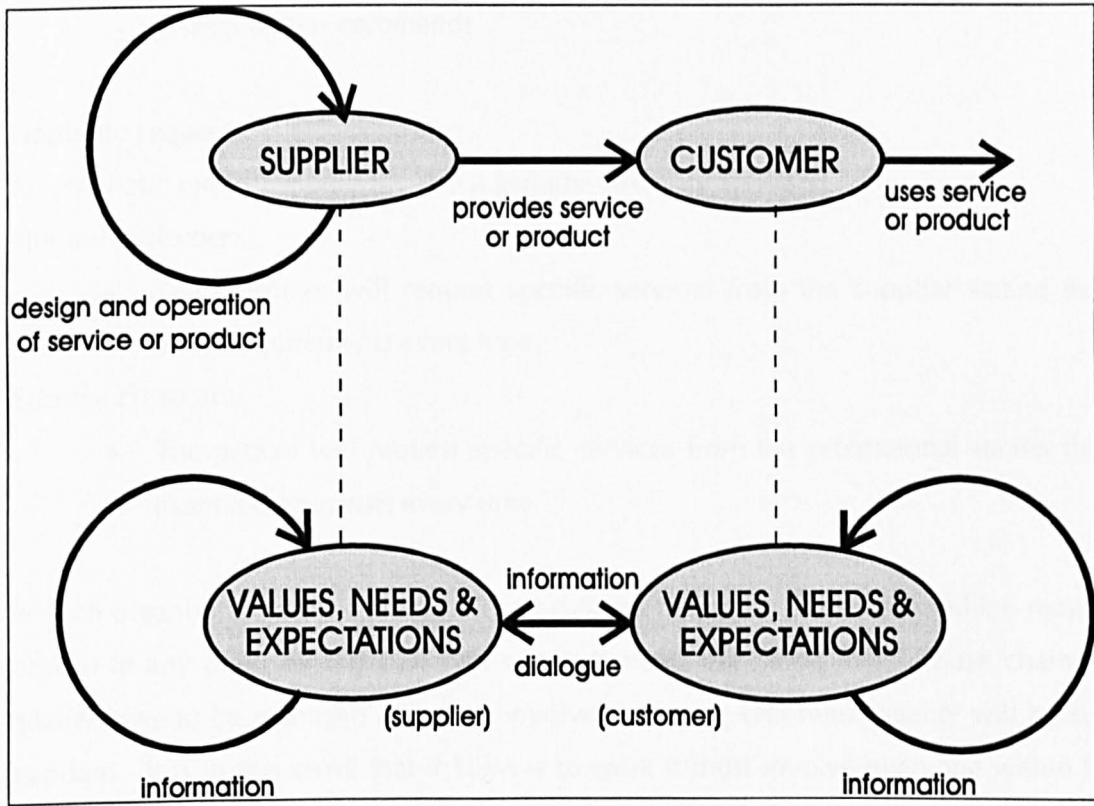 SUPPLIER
CUSTOMER
provides service
or product
uses service
or product
design and operation
of service or product
VALUES, NEEDS &
EXPECTATIONS
information
dialogue
VALUES, NEEDS &
EXPECTATIONS
(supplier)
(customer)
information
information